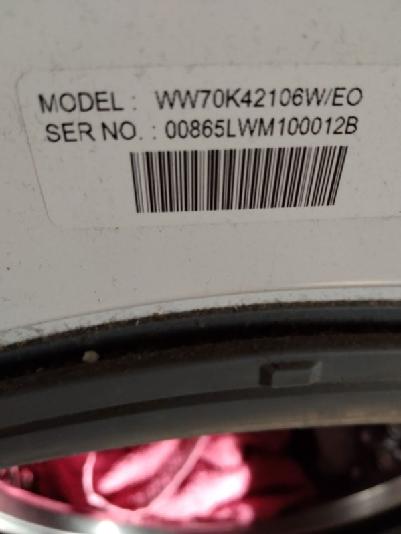 MODEL : WW70K42106W/EO
SER NO. : 00865LWM100012B